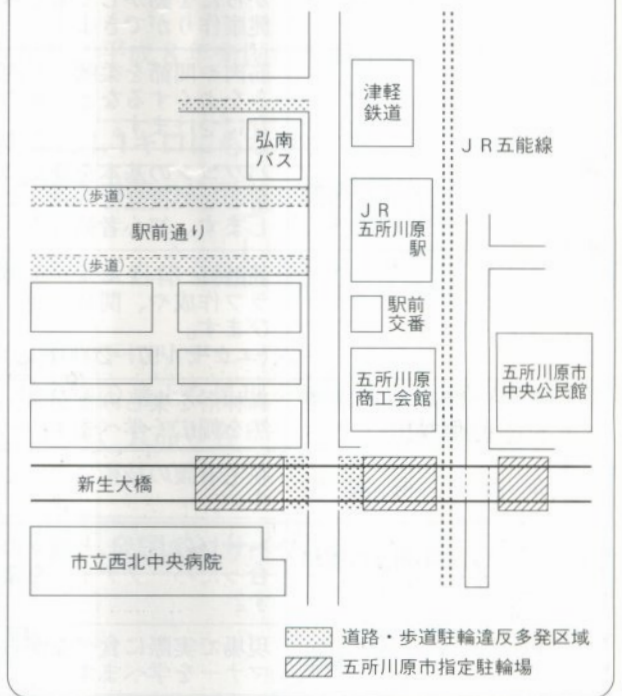 津軽
鉄道
弘南
バス
JR五能線
(歩道)
駅前通り
(歩道)
JR
五所川原
駅
駅前
交番
五所川原
商工会館
五所川原市
中央公民館
新生大橋
市立西北中央病院
道路・歩道駐輪違反多発区域
五所川原市指定駐輪場